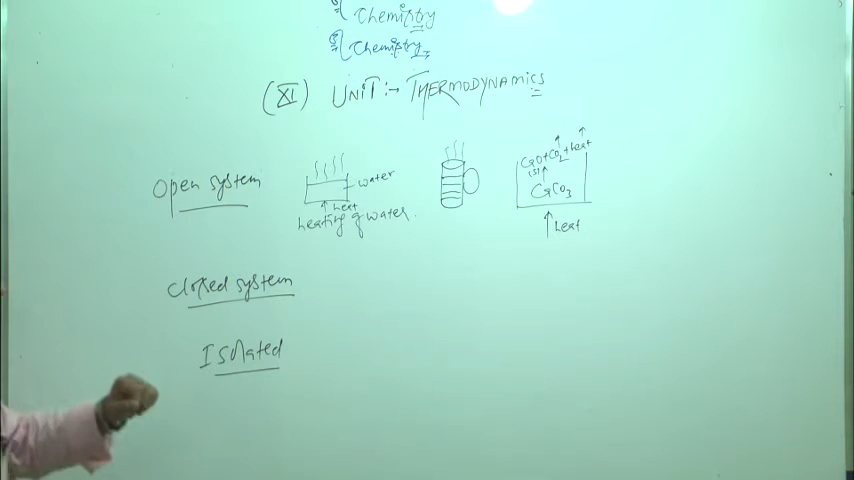 Chemistry
Chemistry
(XI) UNIT :- THERMODYNAMICS
Open system
water
heat
heating of water.
CaO + CO2 + heat
(s)
CaCO3
heat
Closed system
Isolated